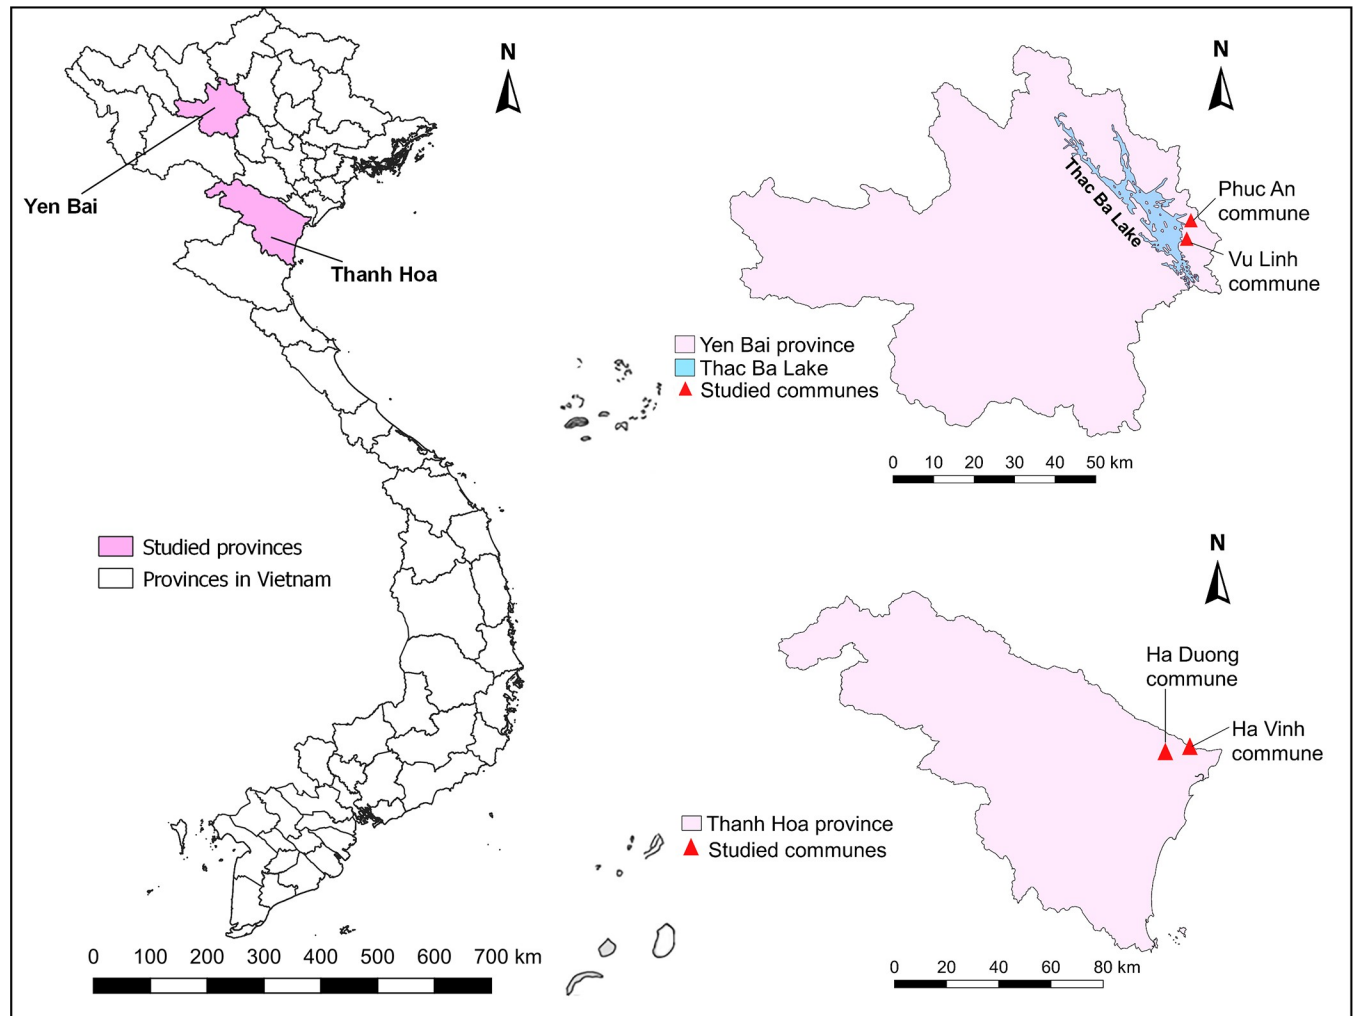 N
Yen Bai
Thanh Hoa
Studied provinces
Provinces in Vietnam
0 100 200 300 400 500 600 700 km
N
Thac Ba Lake
Phuc An
commune
Vu Linh
commune
Yen Bai province
Thac Ba Lake
Studied communes
0 10 20 30 40 50 km
N
Ha Duong
commune
Ha Vinh
commune
Thanh Hoa province
Studied communes
0 20 40 60 80 km